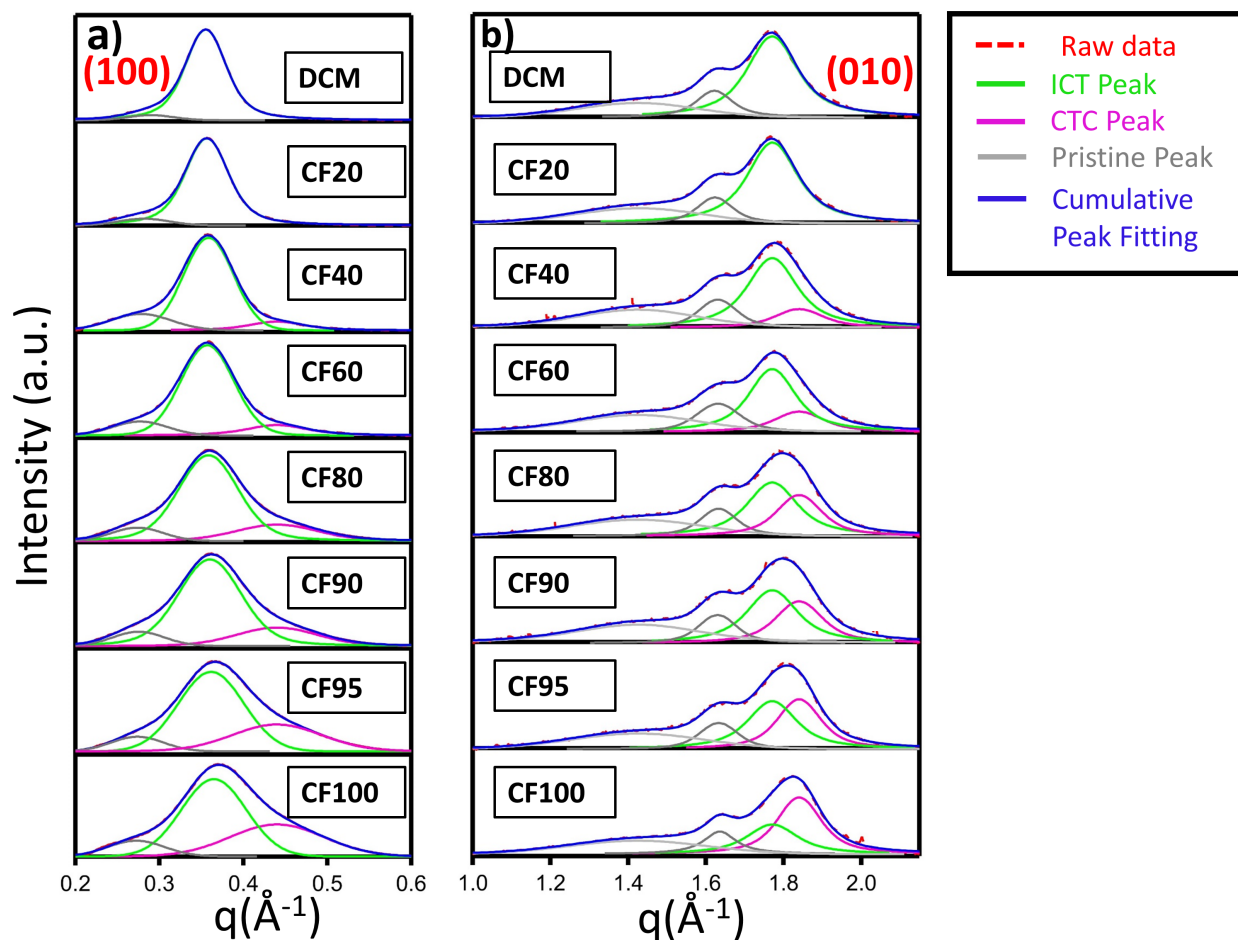 a)
(100)
DCM
CF20
CF40
CF60
CF80
CF90
CF95
CF100
Intensity (a.u.)
0.2 0.3 0.4 0.5 0.6
q(Å-1)
b)
(010)
DCM
CF20
CF40
CF60
CF80
CF90
CF95
CF100
1.0 1.2 1.4 1.6 1.8 2.0
q(Å-1)
Raw data
ICT Peak
CTC Peak
Pristine Peak
Cumulative
Peak Fitting